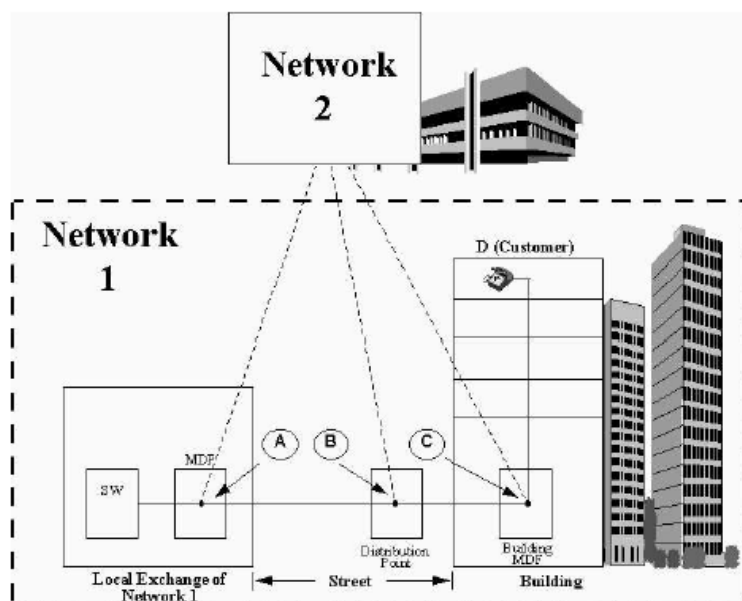 Network
2
Network
1
D (Customer)
A
B
C
MDF
SW
Distribution
Point
Building
MDF
Local Exchange of
Network 1
Street
Building